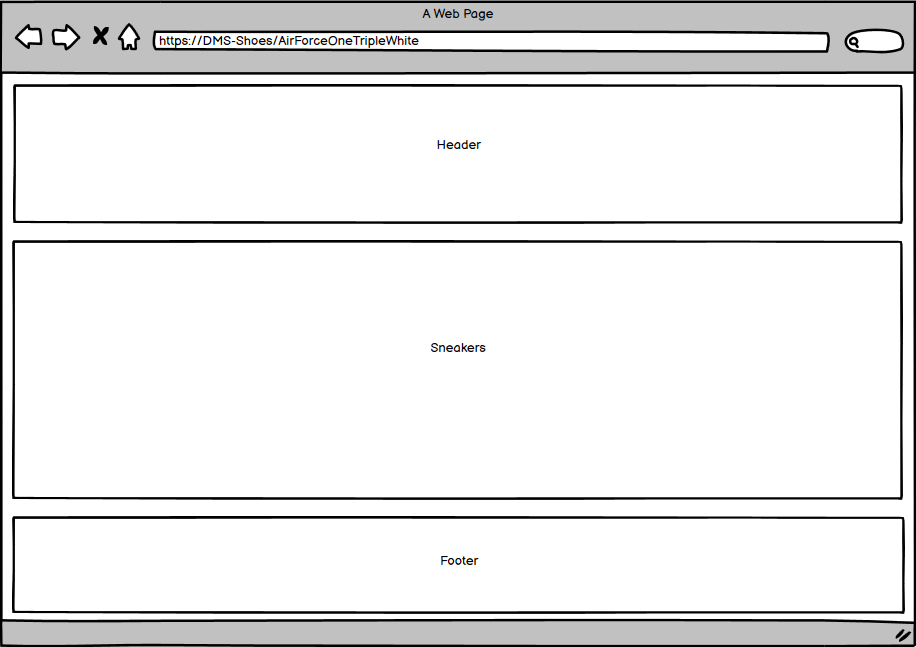 A Web Page
https://DMS-Shoes/AirForceOneTripleWhite
Header
Sneakers
Footer